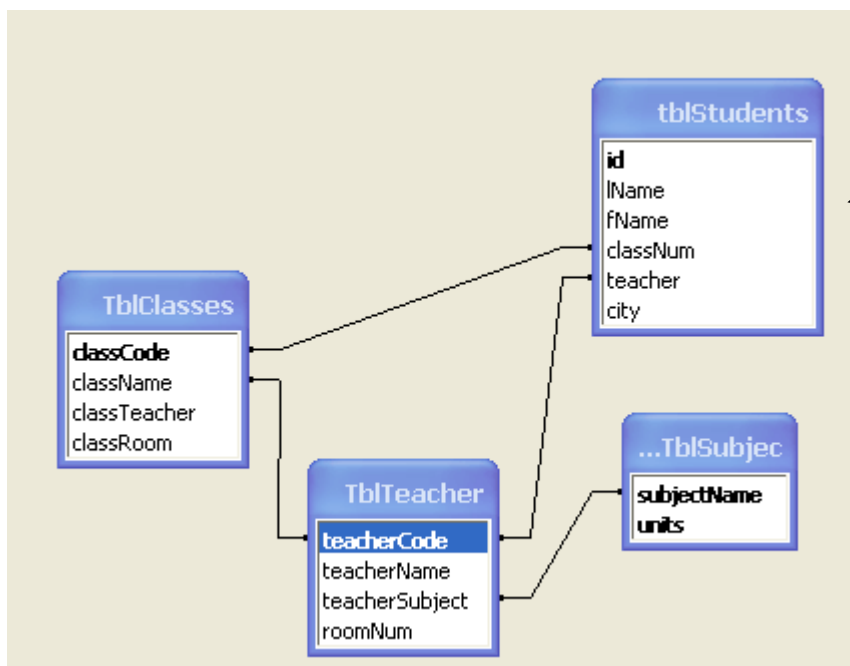 tblStudents
id
lName
fName
classNum
teacher
city
TblClasses
classCode
className
classTeacher
classRoom
...TblSubjec
subjectName
units
TblTeacher
teacherCode
teacherName
teacherSubject
roomNum